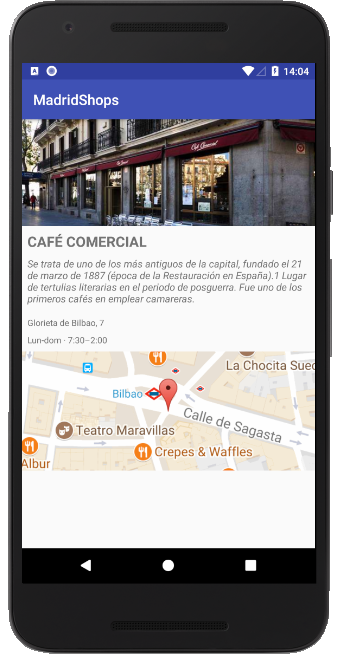 14:04
MadridShops
Café Comercial
CAFÉ COMERCIAL
Se trata de uno de los más antiguos de la capital, fundado el 21
de marzo de 1887 (época de la Restauración en España).1 Lugar
de tertulias literarias en el periodo de posguerra. Fue uno de los
primeros cafés en emplear camareras.
Glorieta de Bilbao, 7
Lun-dom · 7:30–2:00
La Chocita Suec
Bilbao
Calle de Sagasta
Teatro Maravillas
Crepes & Waffles
Albur